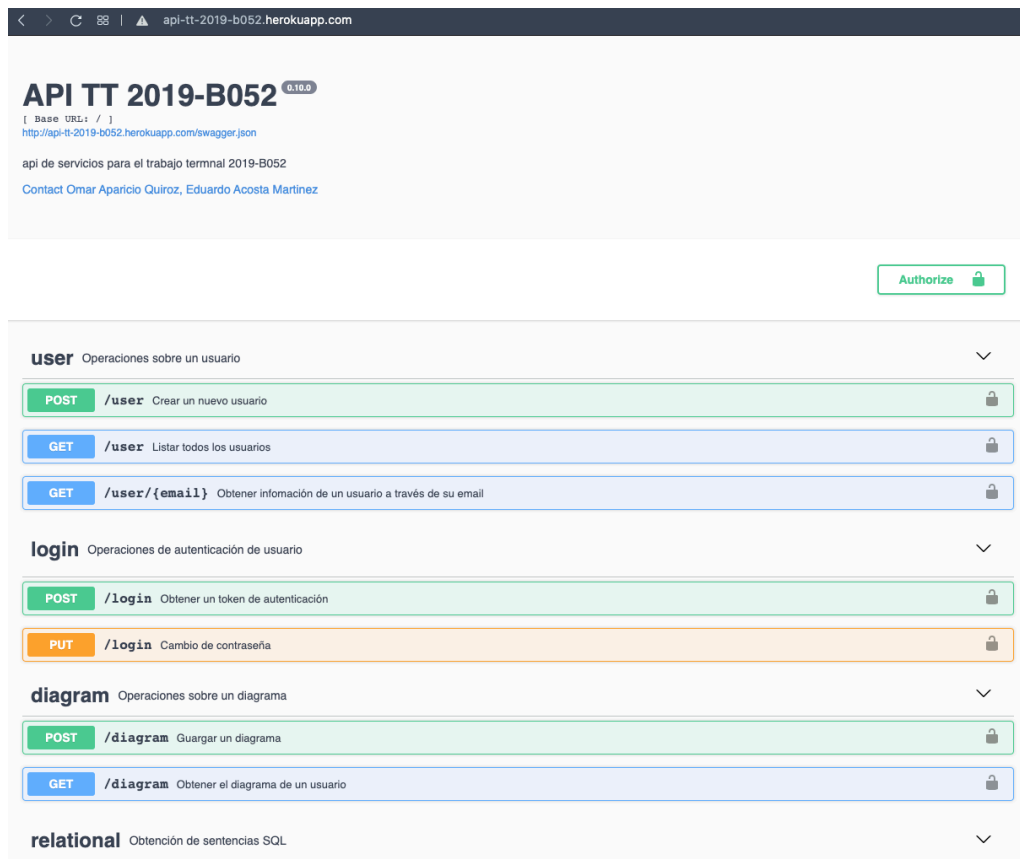 api-tt-2019-b052.herokuapp.com
API TT 2019-B052 0.10.0
[ Base URL: / ]
http://api-tt-2019-b052.herokuapp.com/swagger.json
api de servicios para el trabajo termnal 2019-B052
Contact Omar Aparicio Quiroz, Eduardo Acosta Martinez
Authorize
user Operaciones sobre un usuario
POST /user Crear un nuevo usuario
GET /user Listar todos los usuarios
GET /user/{email} Obtener infomación de un usuario a través de su email
login Operaciones de autenticación de usuario
POST /login Obtener un token de autenticación
PUT /login Cambio de contraseña
diagram Operaciones sobre un diagrama
POST /diagram Guargar un diagrama
GET /diagram Obtener el diagrama de un usuario
relational Obtención de sentencias SQL